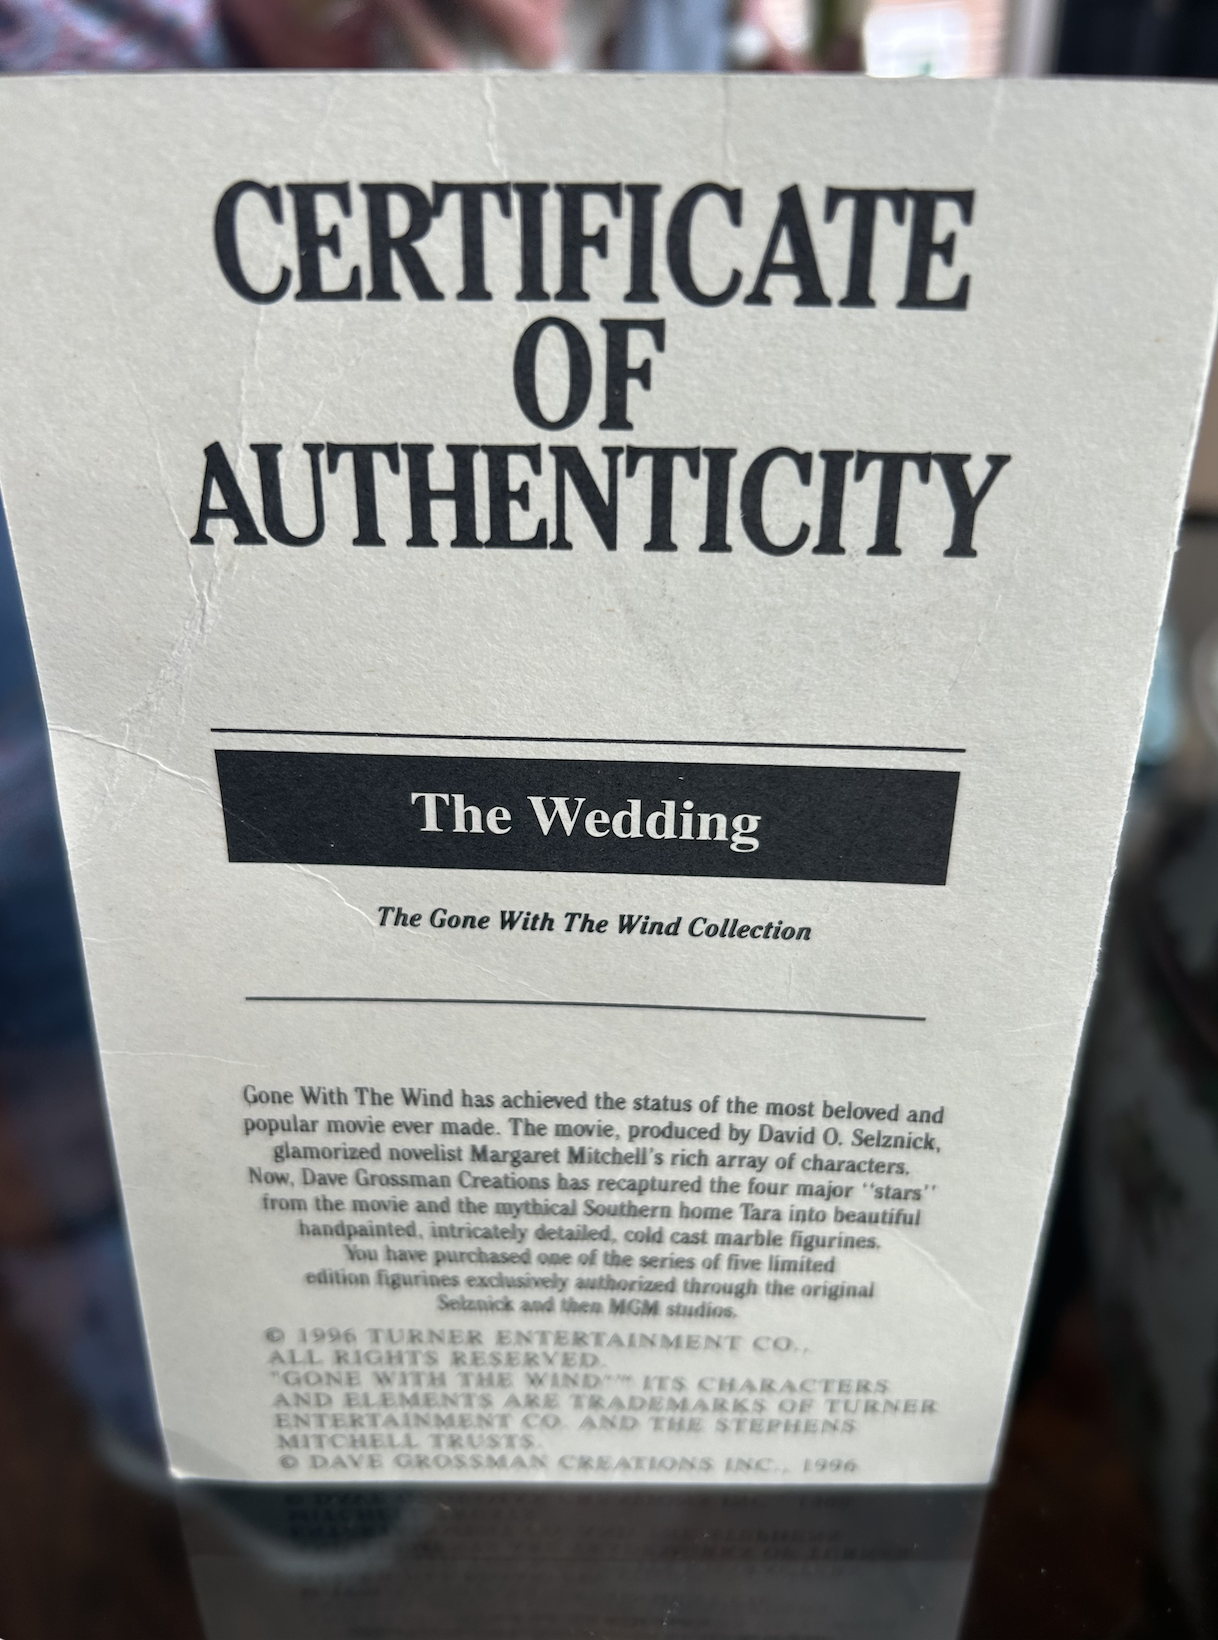 CERTIFICATE
OF
AUTHENTICITY
The Wedding
The Gone With The Wind Collection
Gone With The Wind has achieved the status of the most beloved and
popular movie ever made. The movie, produced by David O. Selznick,
glamorized novelist Margaret Mitchell's rich array of characters.
Now, Dave Grossman Creations has recaptured the four major "stars"
from the movie and the mythical Southern home Tara into beautiful
handpainted, intricately detailed, cold cast marble figurines.
You have purchased one of the series of five limited
edition figurines exclusively authorized through the original
Selznick and then MGM studios.
© 1996 TURNER ENTERTAINMENT CO.,
ALL RIGHTS RESERVED.
"GONE WITH THE WIND"™ ITS CHARACTERS
AND ELEMENTS ARE TRADEMARKS OF TURNER
ENTERTAINMENT CO. AND THE STEPHENS
MITCHELL TRUSTS.
© DAVE GROSSMAN CREATIONS INC., 1996